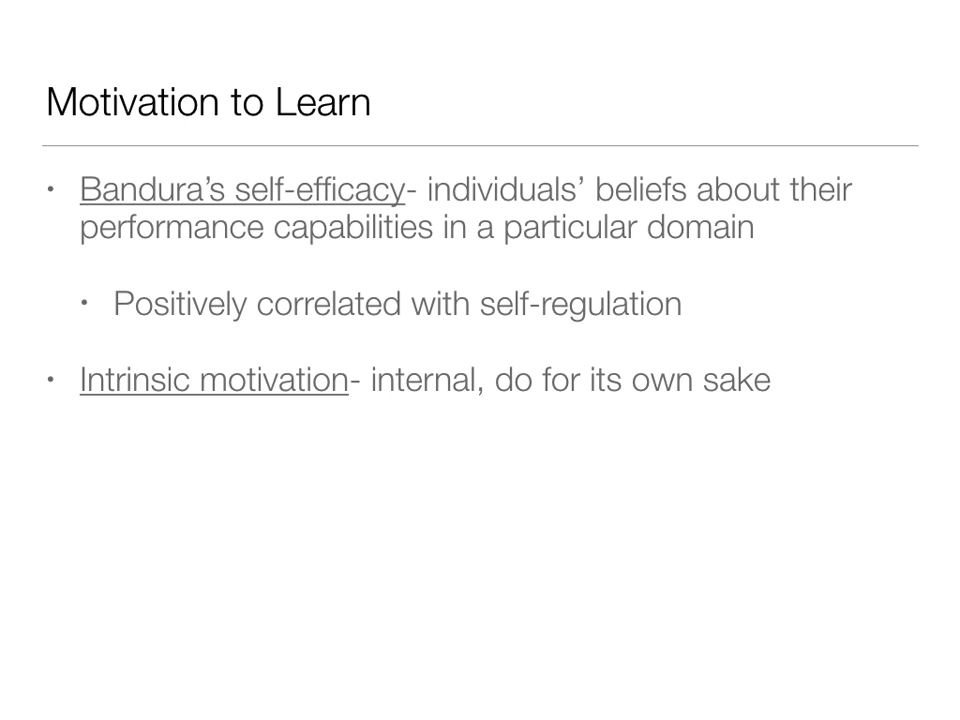 Motivation to Learn
• Bandura’s self-efficacy- individuals’ beliefs about their
performance capabilities in a particular domain
• Positively correlated with self-regulation
• Intrinsic motivation- internal, do for its own sake